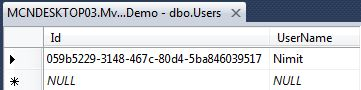 MCNDESKTOP03.Mv...Demo - dbo.Users
Id UserName
059b5229-3148-467c-80d4-5ba846039517 Nimit
NULL NULL